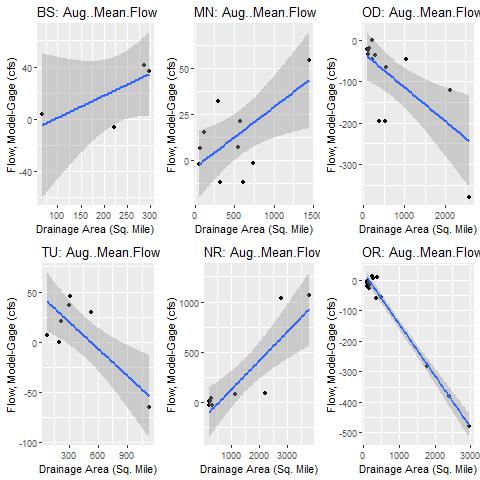 BS: Aug..Mean.Flow
MN: Aug..Mean.Flow
OD: Aug..Mean.Flow
Flow, Model-Gage (cfs)
40
0
-40
100 150 200 250 300
Drainage Area (Sq. Mile)
Flow, Model-Gage (cfs)
50
25
0
0 500 1000 150
Drainage Area (Sq. Mile)
Flow, Model-Gage (cfs)
0
-100
-200
-300
0 1000 2000
Drainage Area (Sq. Mile)
TU: Aug..Mean.Flow
NR: Aug..Mean.Flow
OR: Aug..Mean.Flow
Flow, Model-Gage (cfs)
50
0
-50
-100
300 600 900
Drainage Area (Sq. Mile)
Flow, Model-Gage (cfs)
1000
500
0
1000 2000 3000
Drainage Area (Sq. Mile)
Flow, Model-Gage (cfs)
0
-100
-200
-300
-400
-500
0 1000 2000 3000
Drainage Area (Sq. Mile)